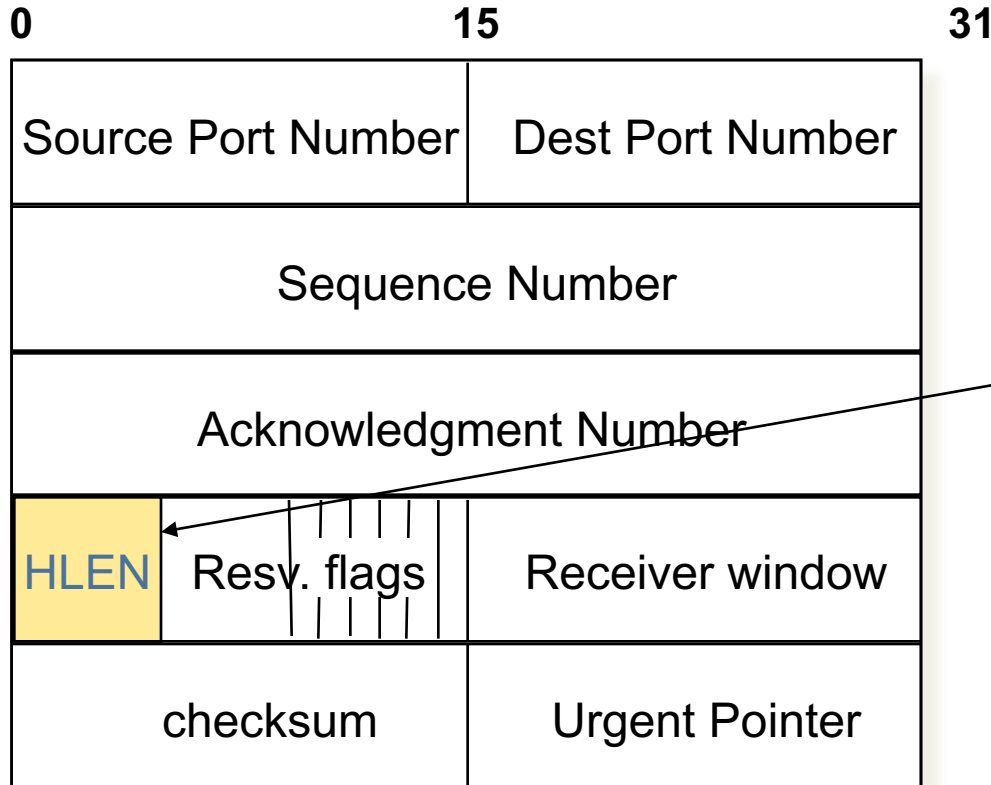 0 15 31
Source Port Number Dest Port Number
Sequence Number
Acknowledgment Number
HLEN Resv. flags Receiver window
checksum Urgent Pointer